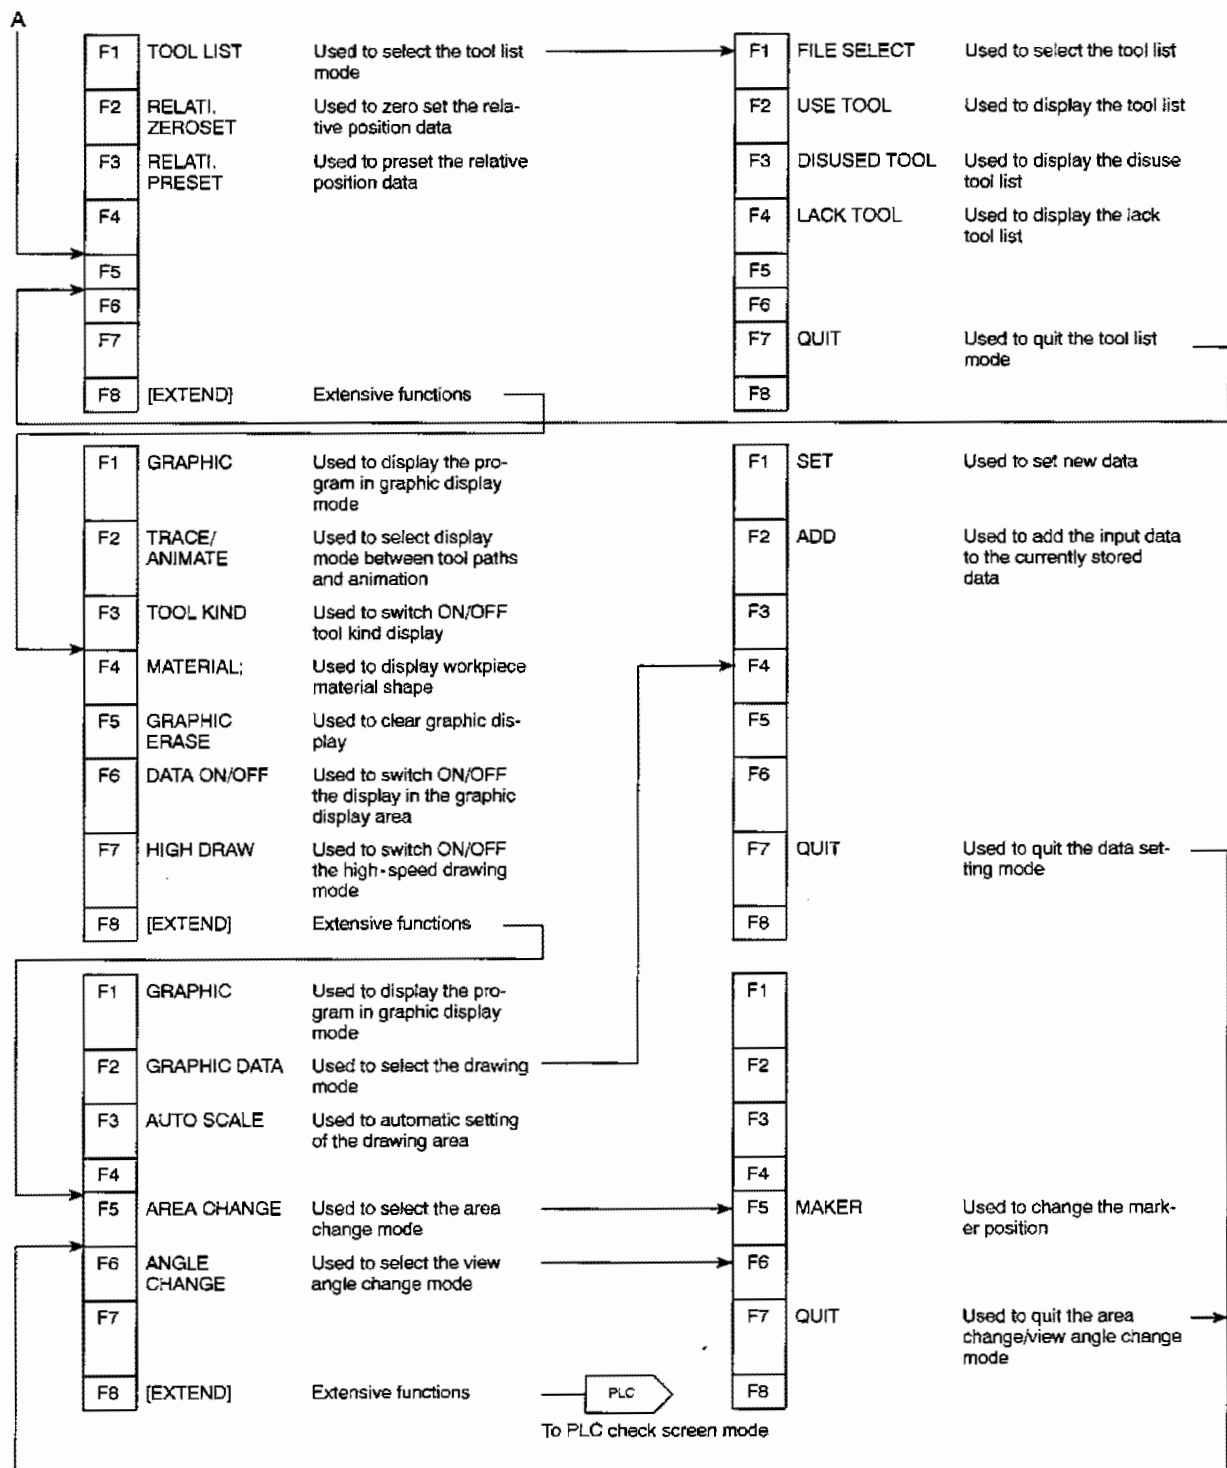 A
F1 TOOL LIST Used to select the tool list
mode
F2 RELATI. Used to zero set the rela-
ZEROSET tive position data
F3 RELATI. Used to preset the relative
PRESET position data
F4
F5
F6
F7
F8 [EXTEND] Extensive functions
F1 FILE SELECT Used to select the tool list
F2 USE TOOL Used to display the tool list
F3 DISUSED TOOL Used to display the disuse
tool list
F4 LACK TOOL Used to display the lack
tool list
F5
F6
F7 QUIT Used to quit the tool list
mode
F8
F1 GRAPHIC Used to display the pro-
gram in graphic display
mode
F2 TRACE/ Used to select display
ANIMATE mode between tool paths
and animation
F3 TOOL KIND Used to switch ON/OFF
tool kind display
F4 MATERIAL; Used to display workpiece
material shape
F5 GRAPHIC Used to clear graphic dis-
ERASE play
F6 DATA ON/OFF Used to switch ON/OFF
the display in the graphic
display area
F7 HIGH DRAW Used to switch ON/OFF
the high-speed drawing
mode
F8 [EXTEND] Extensive functions
F1 SET Used to set new data
F2 ADD Used to add the input data
to the currently stored
data
F3
F4
F5
F6
F7 QUIT Used to quit the data set-
ting mode
F8
F1 GRAPHIC Used to display the pro-
gram in graphic display
mode
F2 GRAPHIC DATA Used to select the drawing
mode
F3 AUTO SCALE Used to automatic setting
of the drawing area
F4
F5 AREA CHANGE Used to select the area
change mode
F6 ANGLE Used to select the view
CHANGE angle change mode
F7
F8 [EXTEND] Extensive functions
PLC
To PLC check screen mode
F1
F2
F3
F4
F5 MAKER Used to change the mark-
er position
F6
F7 QUIT Used to quit the area
change/view angle change
mode
F8